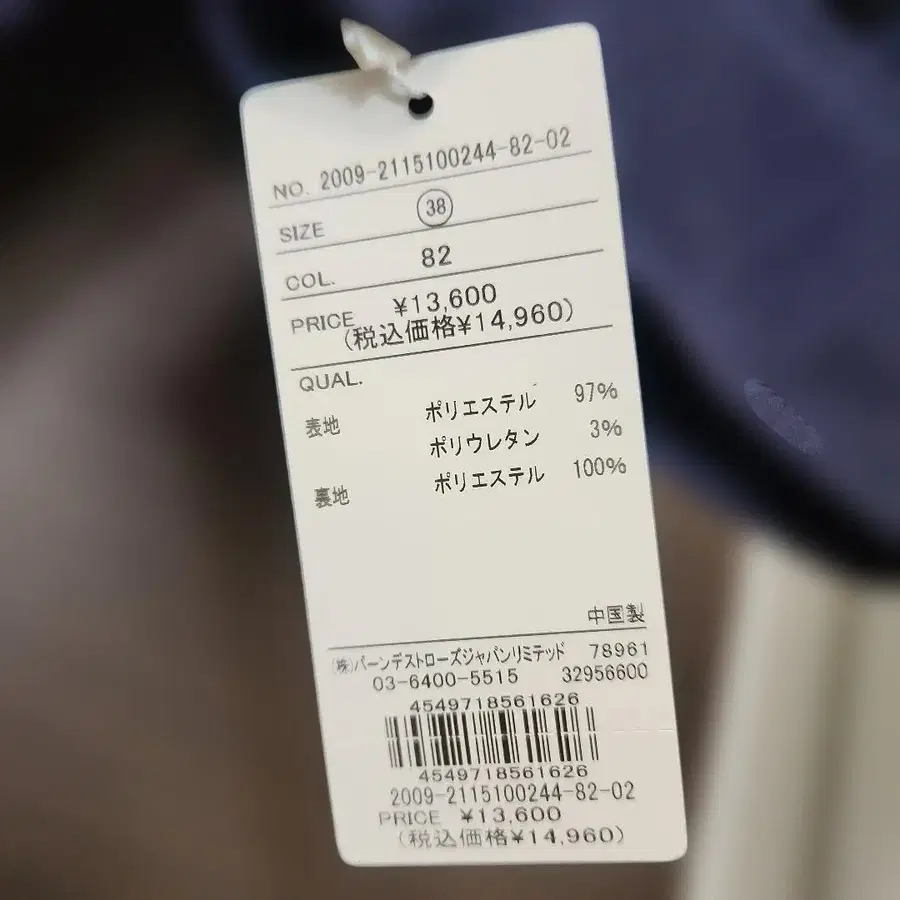 NO. 2009-2115100244-82-02
SIZE 38
COL. 82
PRICE ¥13,600
(税込価格¥14,960)
QUAL.
表地 ポリエステル 97%
ポリウレタン 3%
裏地 ポリエステル 100%
中国製
(株)バーンデストローズジャパンリミテッド 78961
03-6400-5515 32956600
4549718561626
4549718561626
2009-2115100244-82-02
PRICE ¥13,600
(税込価格¥14,960)